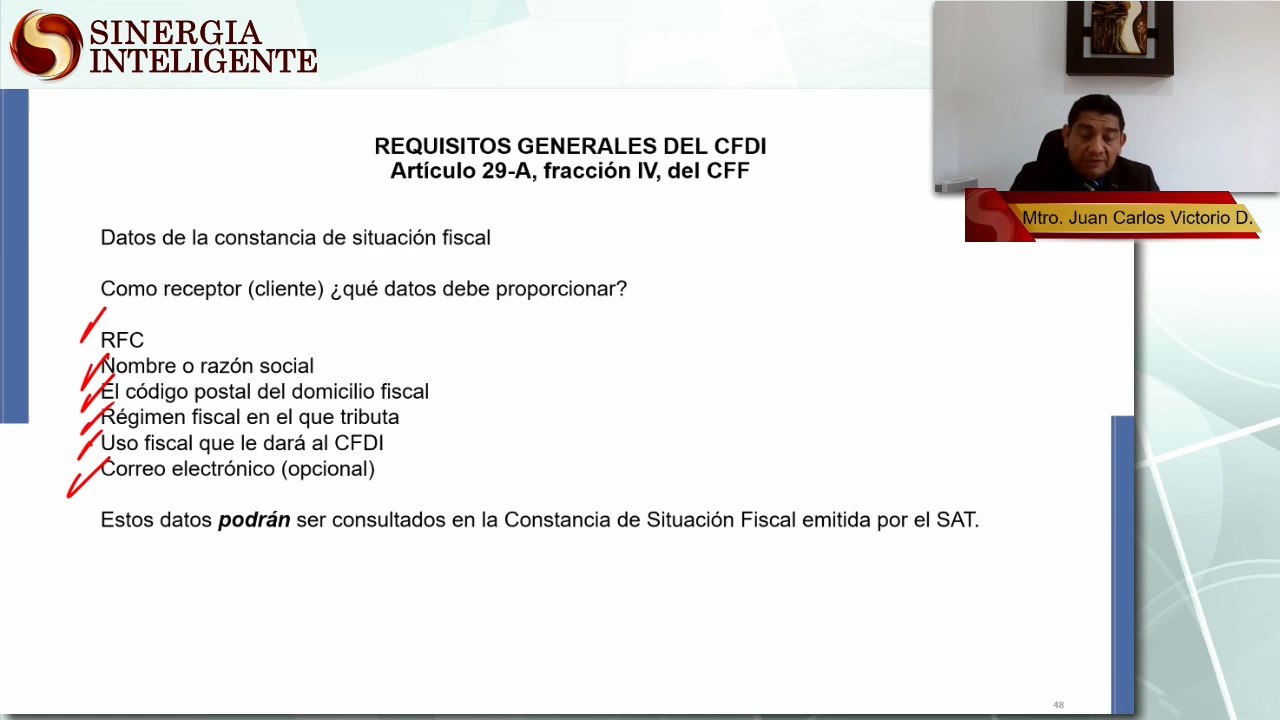 SINERGIA
INTELIGENTE
REQUISITOS GENERALES DEL CFDI
Artículo 29-A, fracción IV, del CFF
Mtro. Juan Carlos Victorio D.
Datos de la constancia de situación fiscal
Como receptor (cliente) ¿qué datos debe proporcionar?
RFC
Nombre o razón social
El código postal del domicilio fiscal
Régimen fiscal en el que tributa
Uso fiscal que le dará al CFDI
Correo electrónico (opcional)
Estos datos podrán ser consultados en la Constancia de Situación Fiscal emitida por el SAT.
48